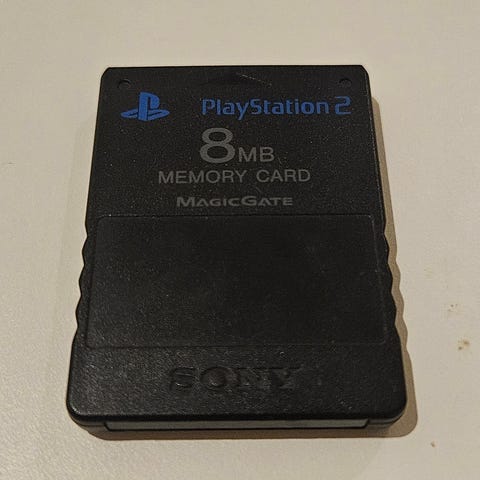 PlayStation 2
8MB
MEMORY CARD
MAGICGATE
SONY